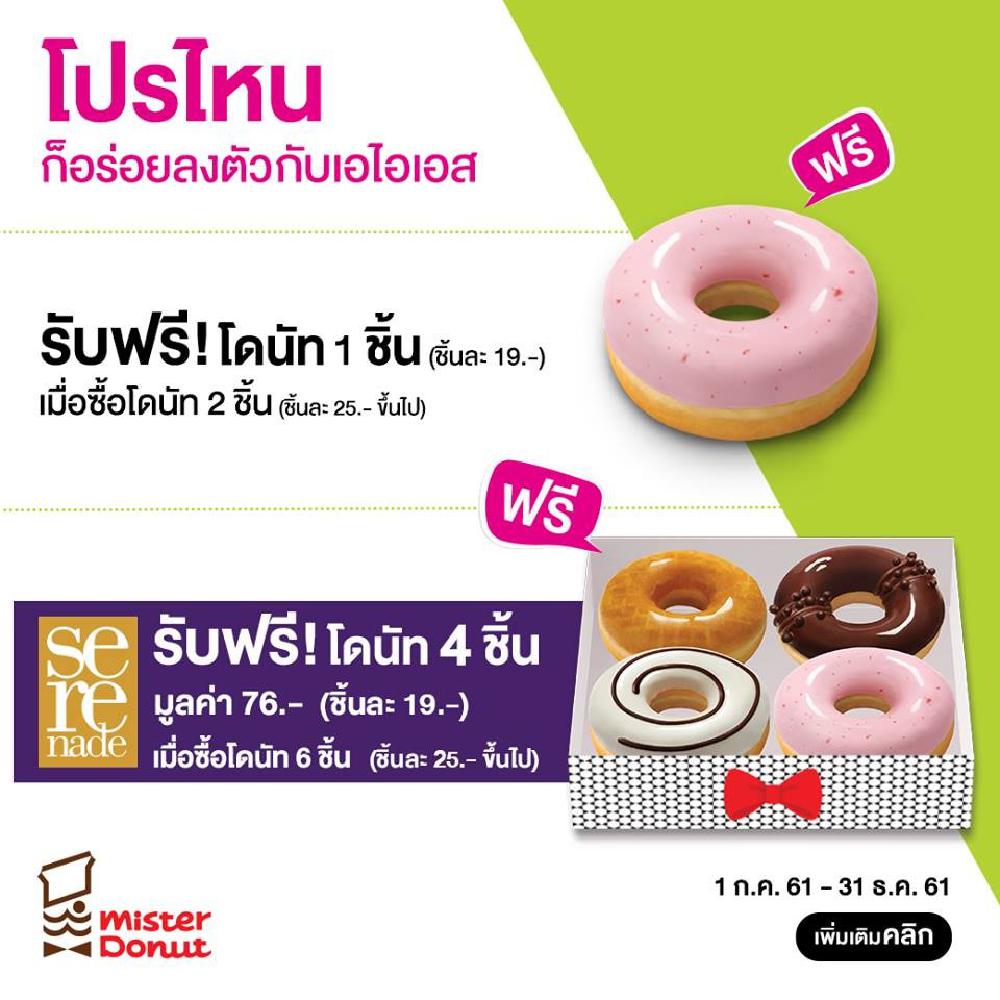 โปรไหน
ก็อร่อยลงตัวกับเอไอเอส
ฟรี
รับฟรี! โดนัท 1 ชิ้น (ชิ้นละ 19.-)
เมื่อซื้อโดนัท 2 ชิ้น (ชิ้นละ 25.- ขึ้นไป)
ฟรี
se
re
nade
รับฟรี! โดนัท 4 ชิ้น
มูลค่า 76.- (ชิ้นละ 19.-)
เมื่อซื้อโดนัท 6 ชิ้น (ชิ้นละ 25.- ขึ้นไป)
1 ก.ค. 61 - 31 ธ.ค. 61
mister
Donut
เพิ่มเติมคลิก